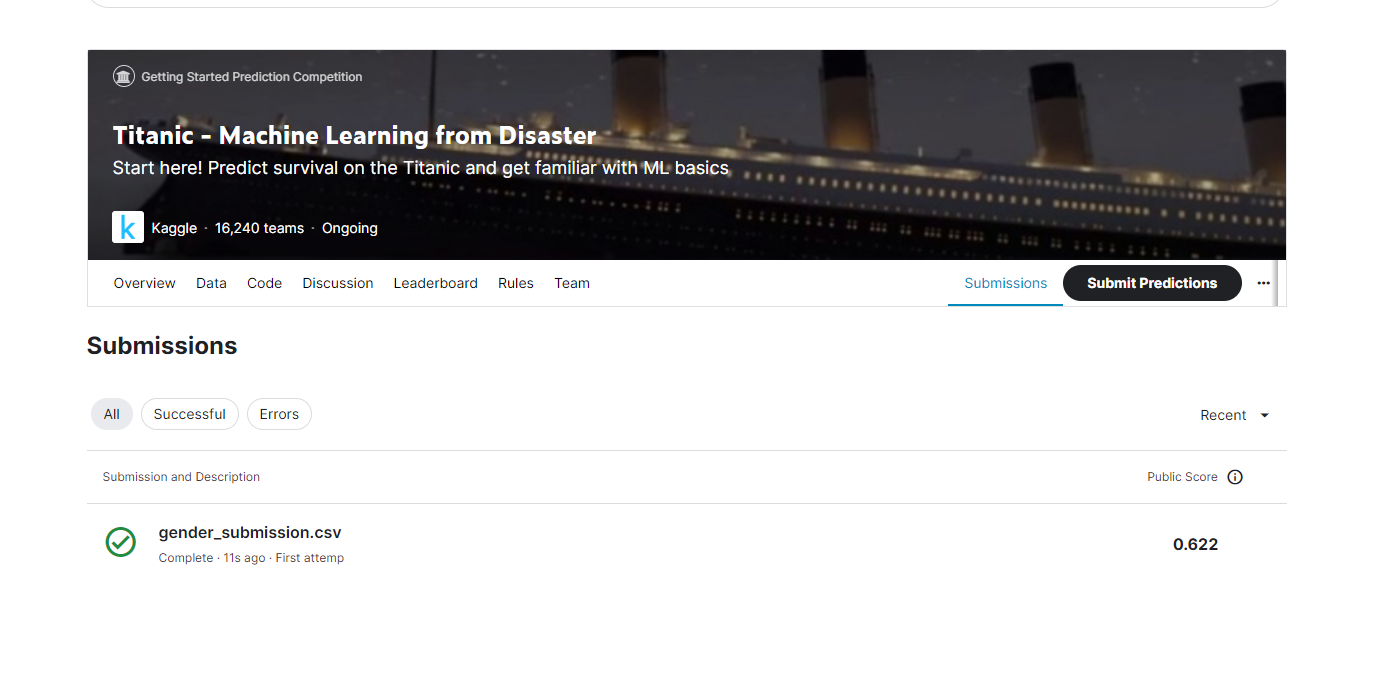 Getting Started Prediction Competition
Titanic - Machine Learning from Disaster
Start here! Predict survival on the Titanic and get familiar with ML basics
k Kaggle · 16,240 teams · Ongoing
Overview Data Code Discussion Leaderboard Rules Team Submissions Submit Predictions ...
Submissions
All Successful Errors Recent
Submission and Description Public Score
gender_submission.csv 0.622
Complete · 11s ago · First attemp